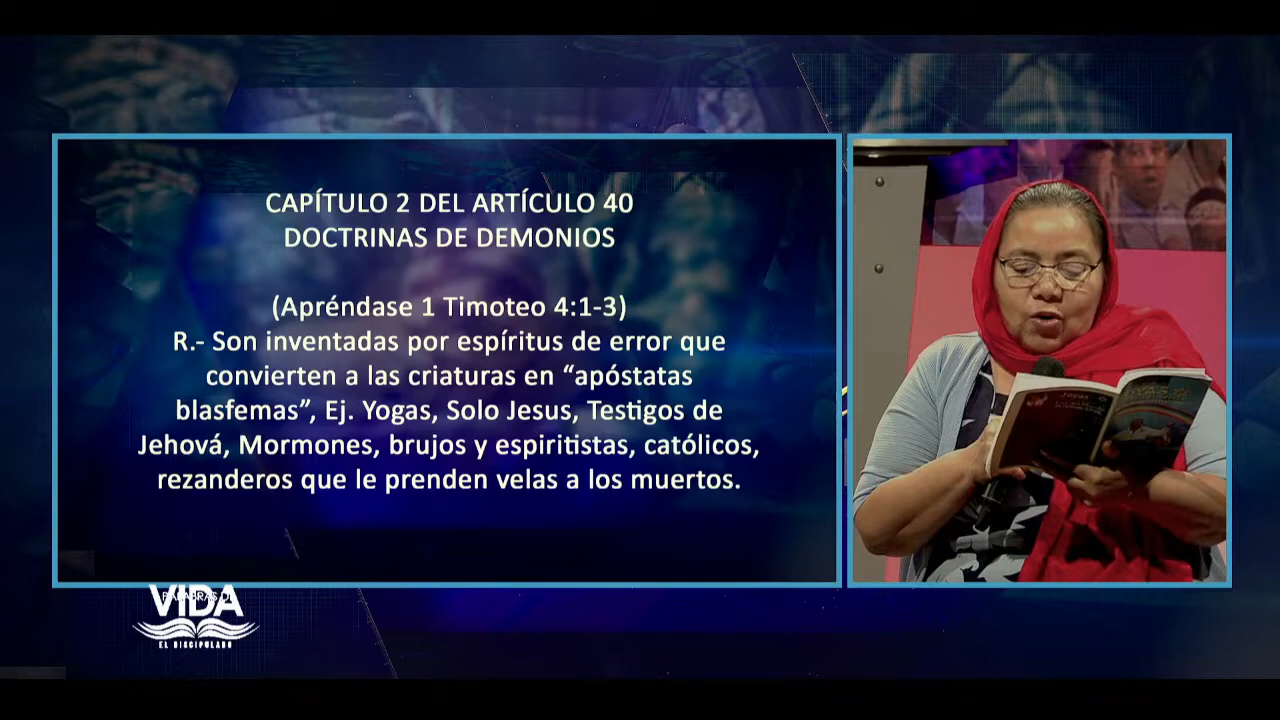 CAPÍTULO 2 DEL ARTÍCULO 40
DOCTRINAS DE DEMONIOS
(Apréndase 1 Timoteo 4:1-3)
R.- Son inventadas por espíritus de error que
convierten a las criaturas en “apóstatas
blasfemas”, Ej. Yogas, Solo Jesus, Testigos de
Jehová, Mormones, brujos y espiritistas, católicos,
rezanderos que le prenden velas a los muertos.
PALABRAS DE
VIDA
EL DISCIPULADO